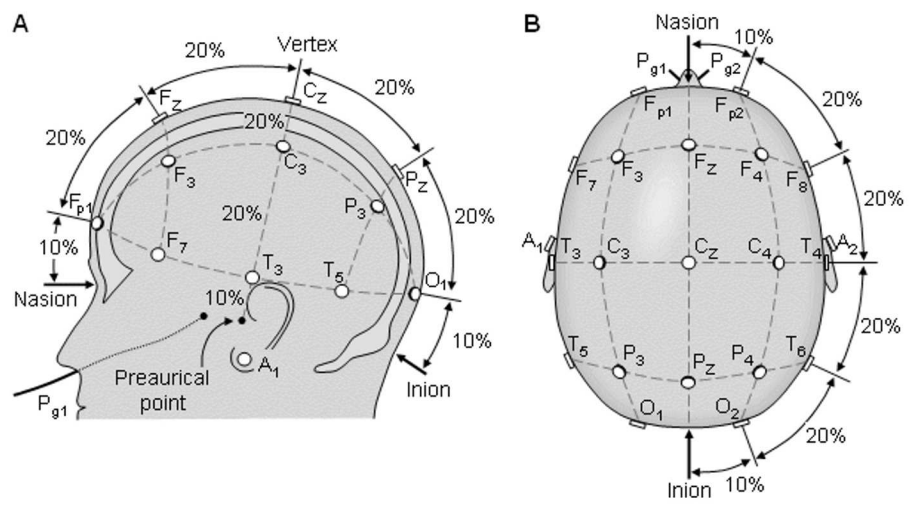 A
Vertex
20%
20%
FZ
CZ
20%
20%
F3
C3
PZ
Fp1
P3
20%
20%
10%
F7
T3
T5
O1
Nasion
10%
10%
A1
Preaurical
point
Inion
Pg1
B
Nasion
10%
Pg1
Pg2
Fp1
Fp2
20%
F7
F3
FZ
F4
F8
20%
A1
T3
C3
CZ
C4
T4
A2
20%
T5
P3
PZ
P4
T6
O1
O2
20%
Inion
10%